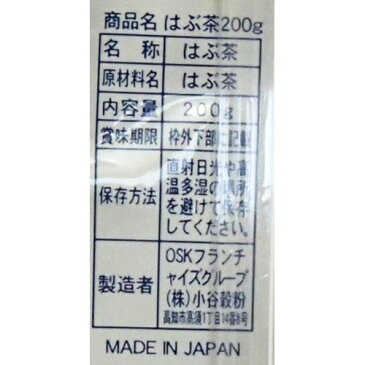 商品名 はぶ茶200g
名称 はぶ茶
原材料名 はぶ茶
内容量 200g
賞味期限 枠外下部に記載
保存方法 直射日光や高
温多湿の場所
を避けて保存
してください。
製造者 OSKフランチ
ャイズグループ
(株)小谷穀粉
高知市高須1丁目14番8号
MADE IN JAPAN